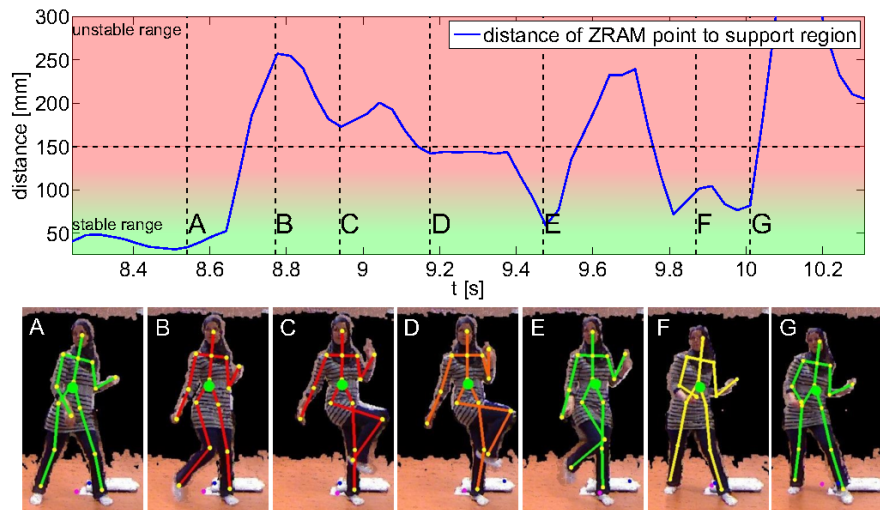 300
unstable range
distance of ZRAM point to support region
250
200
150
100
stable range
50
distance [mm]
A
B
C
D
E
F
G
8.4
8.6
8.8
9
9.2
9.4
9.6
9.8
10
10.2
t [s]
A
B
C
D
E
F
G